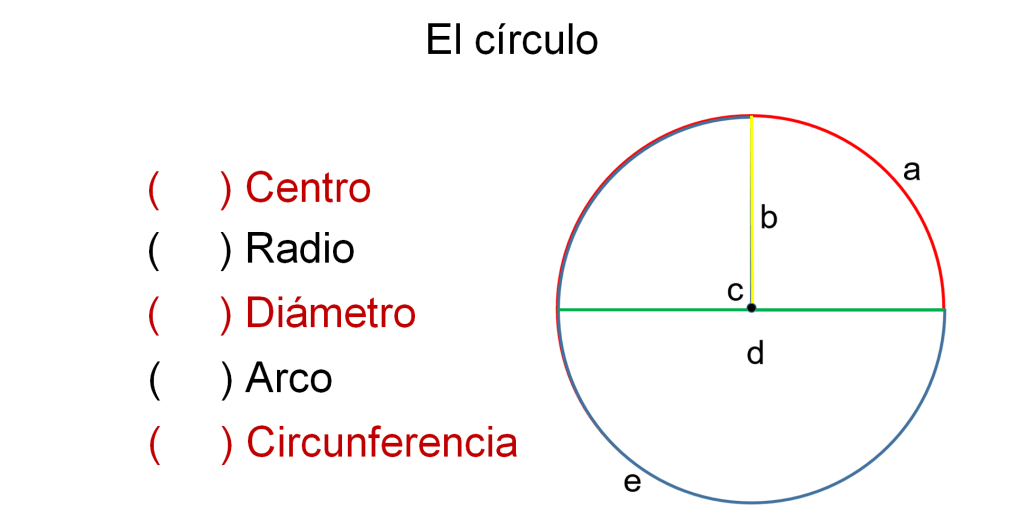 El círculo
(     ) Centro
(     ) Radio
(     ) Diámetro
(     ) Arco
(     ) Circunferencia
a
b
c
d
e